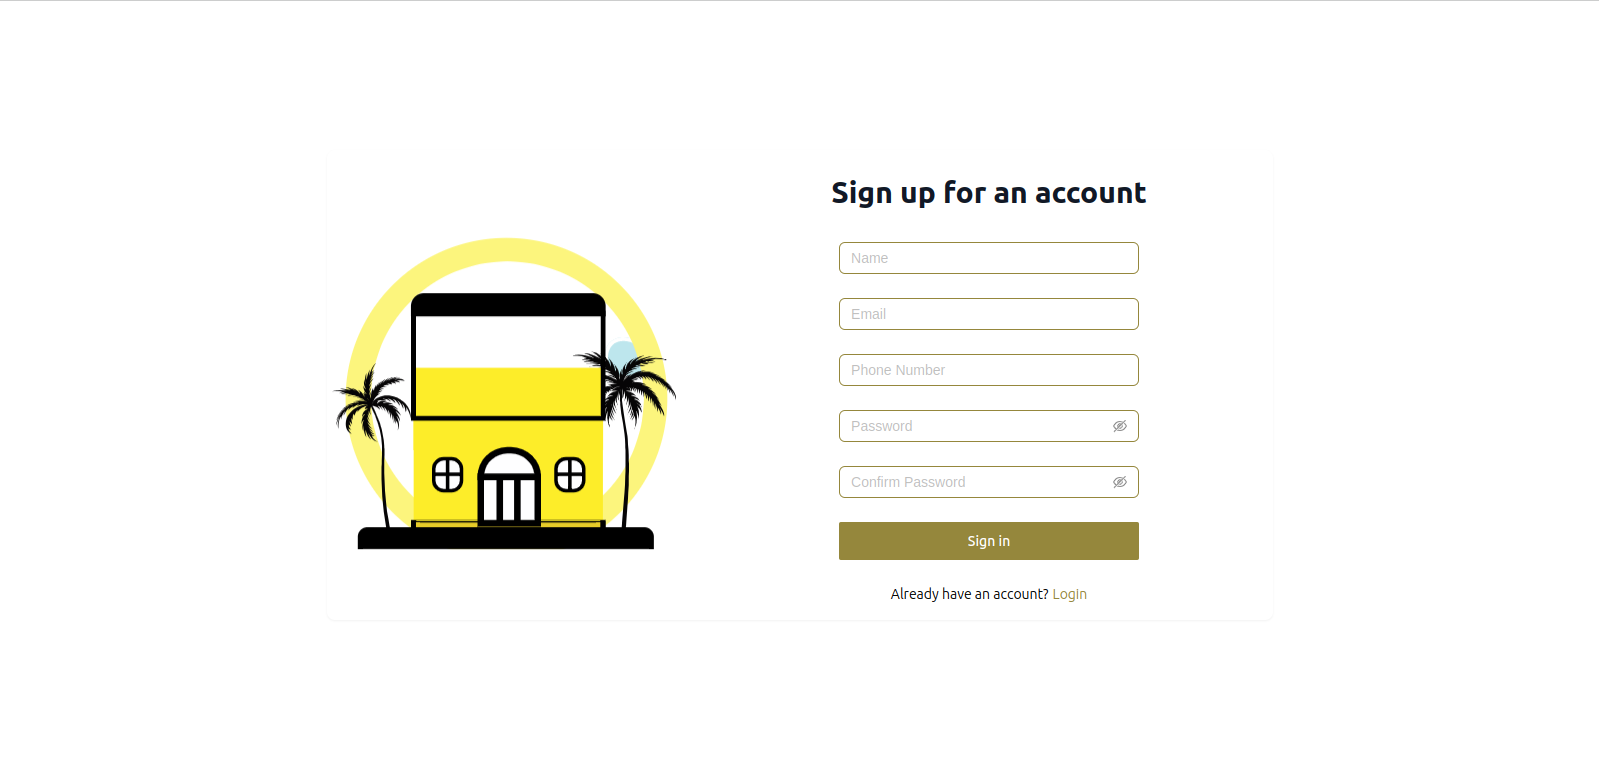 Sign up for an account
Name
Email
Phone Number
Password
Confirm Password
Sign in
Already have an account? Login